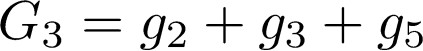 G_3 = g_2 + g_3 + g_5